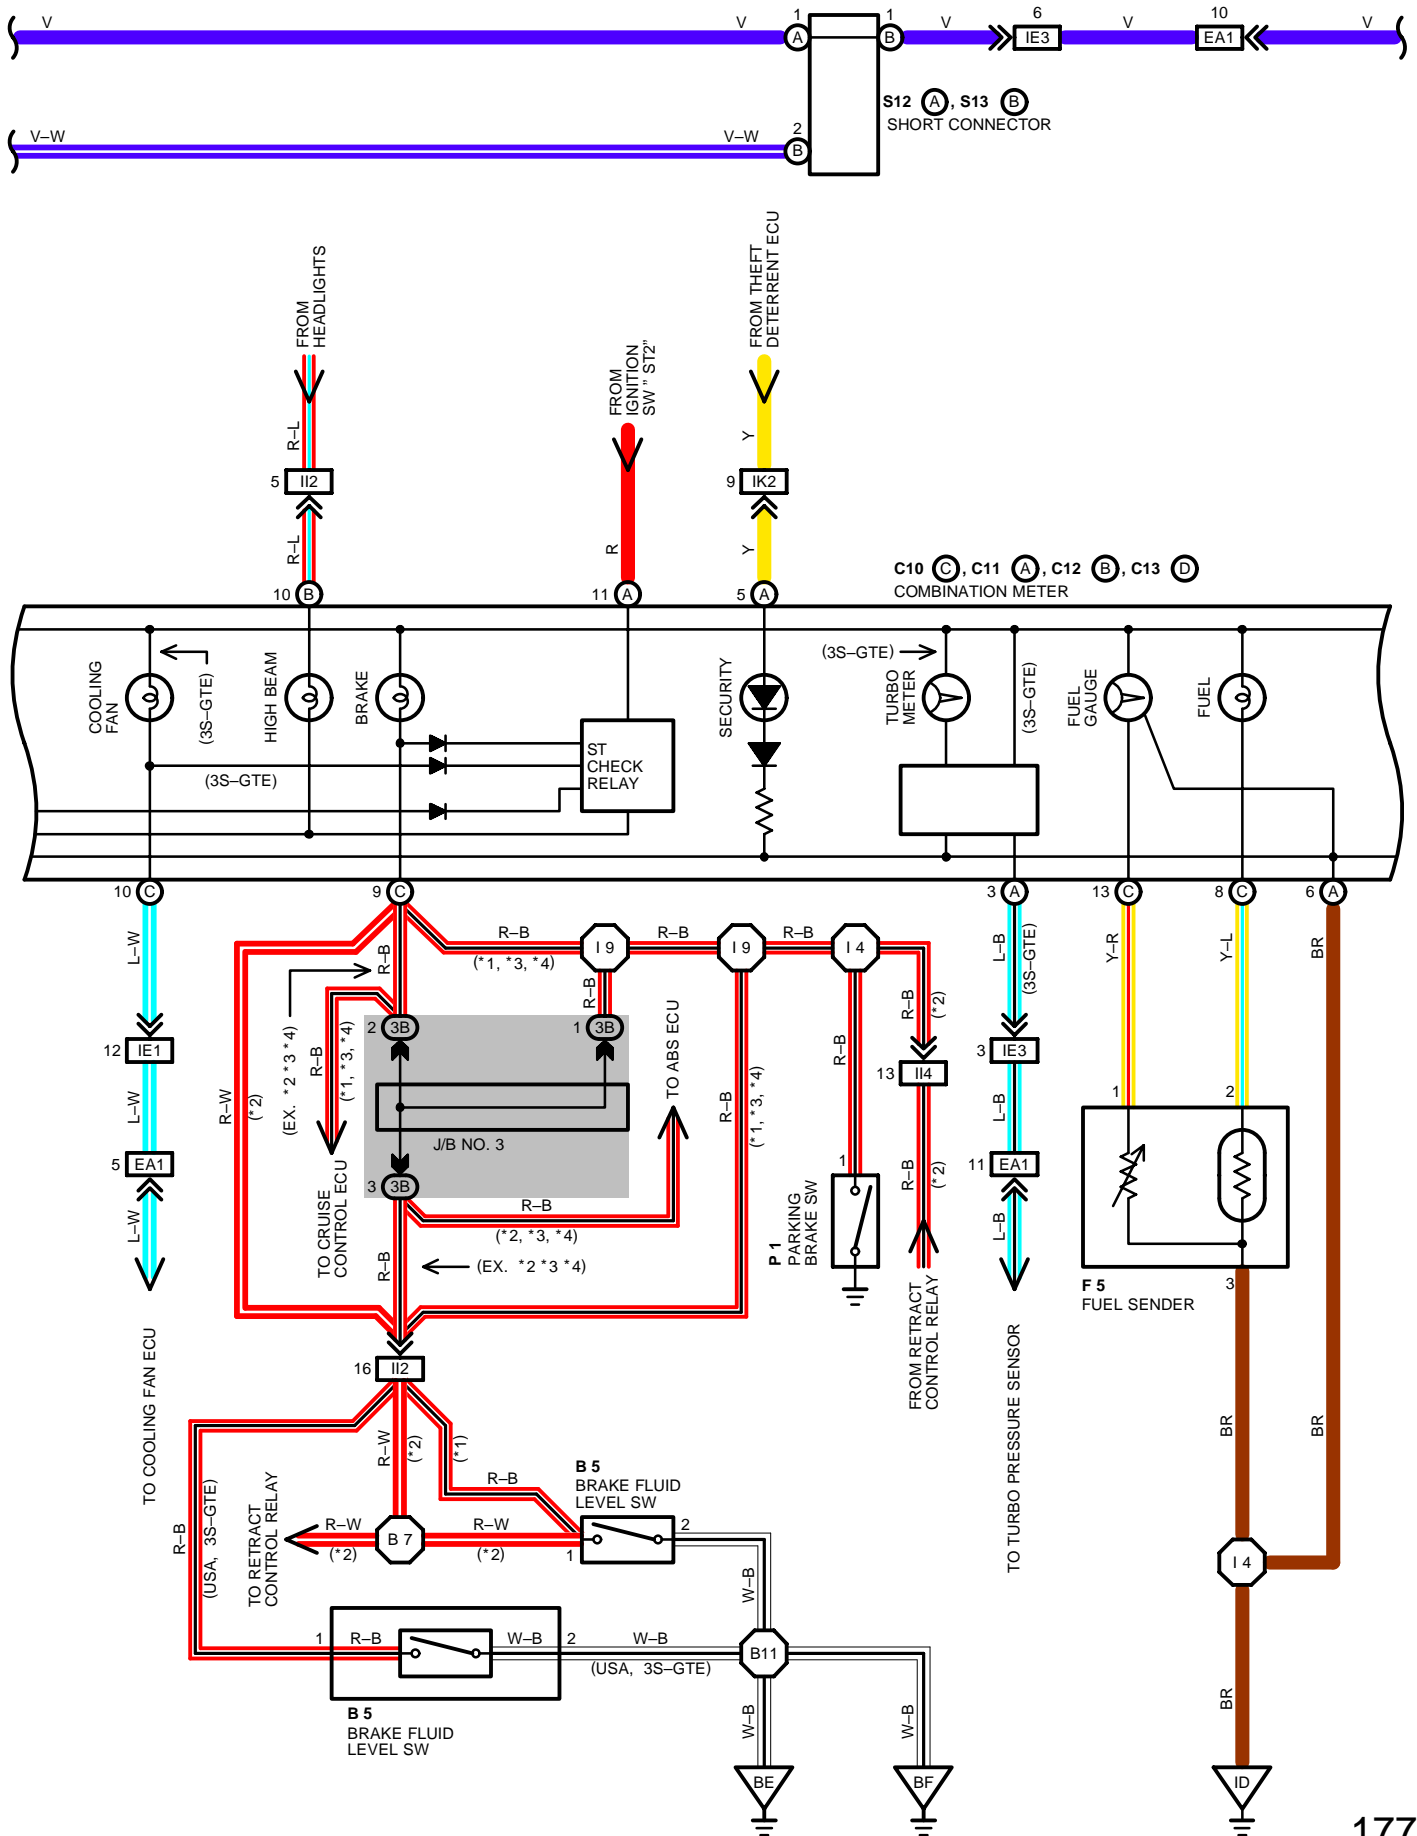 V
V
1
A
1
B
V
6
IE3
V
10
EA1
V
S12 A, S13 B
SHORT CONNECTOR
V–W
V–W
2
B
FROM
HEADLIGHTS
R–L
5 II2
R–L
10 B
FROM
IGNITION
SW " ST2"
R
11 A
FROM THEFT
DETERRENT ECU
Y
9 IK2
Y
5 A
C10 C, C11 A, C12 B, C13 D
COMBINATION METER
COOLING
FAN
(3S–GTE)
HIGH BEAM
BRAKE
(3S–GTE)
ST
CHECK
RELAY
SECURITY
(3S–GTE)
TURBO
METER
(3S–GTE)
FUEL
GAUGE
FUEL
10 C
9 C
3 A
13 C
8 C
6 A
L–W
12 IE1
L–W
5 EA1
L–W
TO COOLING FAN ECU
R–W
(*2)
R–B
(EX. *2 *3 *4)
R–B
(*1, *3, *4)
TO CRUISE
CONTROL ECU
R–B
(*1, *3, *4)
I 9
R–B
I 9
R–B
I 4
R–B
2 3B
1 3B
J/B NO. 3
3 3B
R–B
(*2, *3, *4)
TO ABS ECU
R–B
(EX. *2 *3 *4)
R–B
(*1, *3, *4)
R–B
1
P 1
PARKING
BRAKE SW
R–B
(*2)
13 II4
R–B
(*2)
FROM RETRACT
CONTROL RELAY
L–B
(3S–GTE)
3 IE3
L–B
11 EA1
L–B
TO TURBO PRESSURE SENSOR
Y–R
Y–L
BR
1
2
3
F 5
FUEL SENDER
BR
BR
I 4
BR
ID
16 II2
R–B
(USA, 3S–GTE)
R–W
(*2)
(*1)
R–B
B 5
BRAKE FLUID
LEVEL SW
TO RETRACT
CONTROL RELAY
R–W
(*2)
B 7
R–W
(*2)
1
2
W–B
1
R–B
W–B
2
W–B
(USA, 3S–GTE)
B11
B 5
BRAKE FLUID
LEVEL SW
W–B
W–B
BE
BF
177